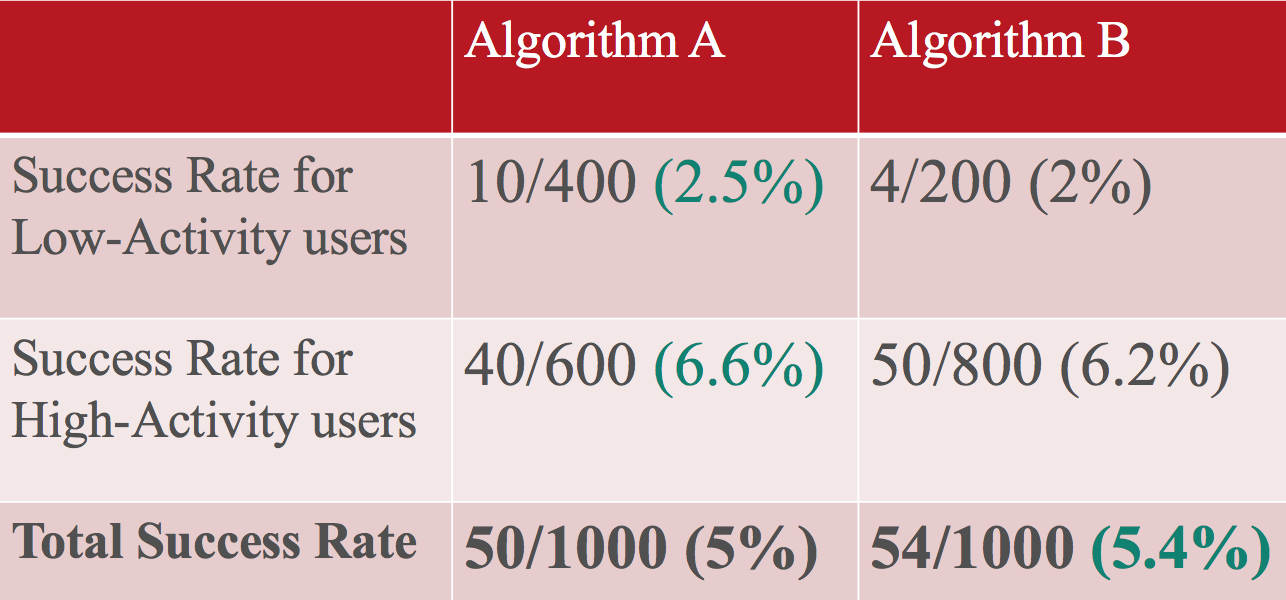 Algorithm A Algorithm B
Success Rate for
Low-Activity users
10/400 (2.5%) 4/200 (2%)
Success Rate for
High-Activity users
40/600 (6.6%) 50/800 (6.2%)
Total Success Rate 50/1000 (5%) 54/1000 (5.4%)